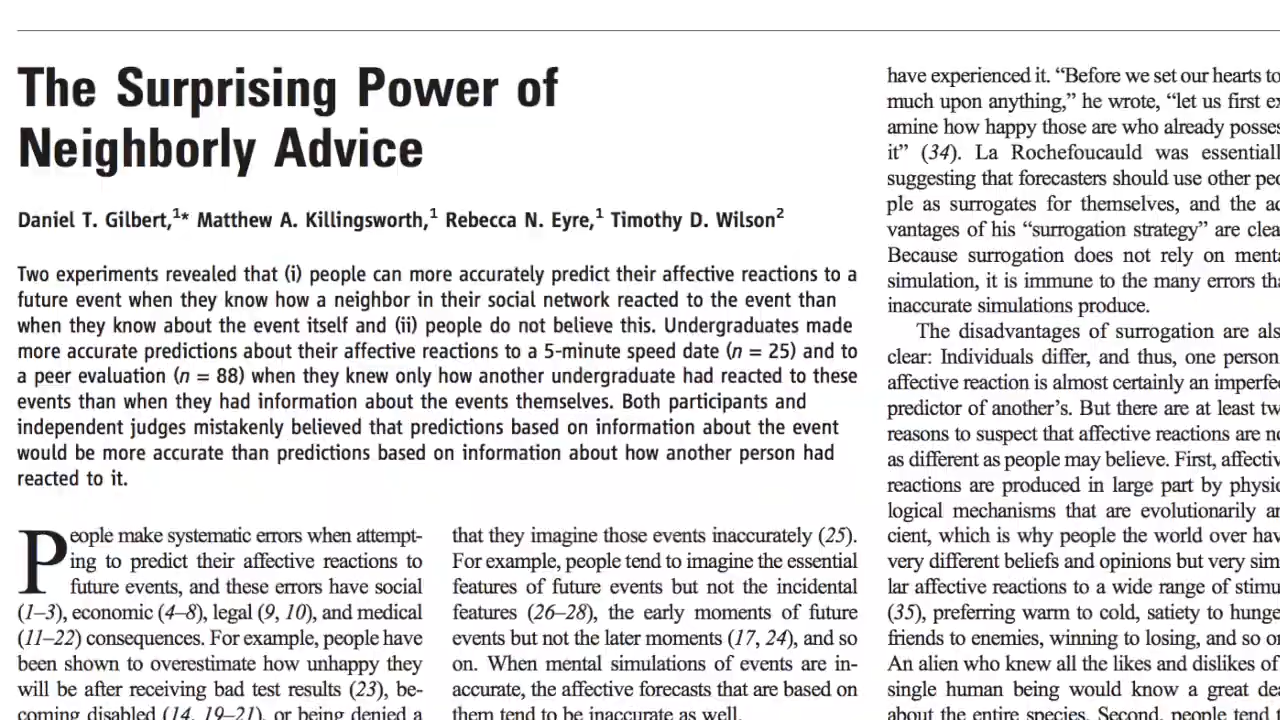 The Surprising Power of
Neighborly Advice
Daniel T. Gilbert,1* Matthew A. Killingsworth,1 Rebecca N. Eyre,1 Timothy D. Wilson2
Two experiments revealed that (i) people can more accurately predict their affective reactions to a
future event when they know how a neighbor in their social network reacted to the event than
when they know about the event itself and (ii) people do not believe this. Undergraduates made
more accurate predictions about their affective reactions to a 5-minute speed date (n = 25) and to
a peer evaluation (n = 88) when they knew only how another undergraduate had reacted to these
events than when they had information about the events themselves. Both participants and
independent judges mistakenly believed that predictions based on information about the event
would be more accurate than predictions based on information about how another person had
reacted to it.
People make systematic errors when attempt-
ing to predict their affective reactions to
future events, and these errors have social
(1–3), economic (4–8), legal (9, 10), and medical
(11–22) consequences. For example, people have
been shown to overestimate how unhappy they
will be after receiving bad test results (23), be-
coming disabled (14, 19–21), or being denied a
that they imagine those events inaccurately (25).
For example, people tend to imagine the essential
features of future events but not the incidental
features (26–28), the early moments of future
events but not the later moments (17, 24), and so
on. When mental simulations of events are in-
accurate, the affective forecasts that are based on
them tend to be inaccurate as well.
have experienced it. “Before we set our hearts to
much upon anything,” he wrote, “let us first ex
amine how happy those are who already posses
it” (34). La Rochefoucauld was essentiall
suggesting that forecasters should use other peo
ple as surrogates for themselves, and the ad
vantages of his “surrogation strategy” are clea
Because surrogation does not rely on menta
simulation, it is immune to the many errors tha
inaccurate simulations produce.
The disadvantages of surrogation are als
clear: Individuals differ, and thus, one person
affective reaction is almost certainly an imperfe
predictor of another’s. But there are at least tw
reasons to suspect that affective reactions are no
as different as people may believe. First, affectiv
reactions are produced in large part by physio
logical mechanisms that are evolutionarily an
cient, which is why people the world over hav
very different beliefs and opinions but very simi
lar affective reactions to a wide range of stimu
(35), preferring warm to cold, satiety to hunge
friends to enemies, winning to losing, and so on
An alien who knew all the likes and dislikes of
single human being would know a great dea
about the entire species. Second, people tend t